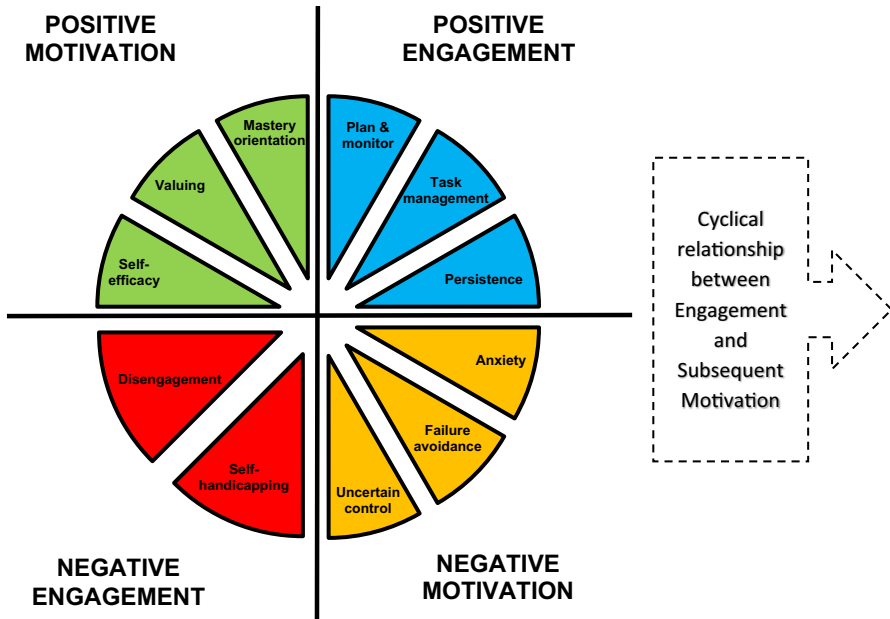 POSITIVE
MOTIVATION
POSITIVE
ENGAGEMENT
Mastery
orientation
Valuing
Self-
efficacy
Plan &
monitor
Task
management
Persistence
Disengagement
Self-
handicapping
Anxiety
Failure
avoidance
Uncertain
control
NEGATIVE
ENGAGEMENT
NEGATIVE
MOTIVATION
Cyclical
relationship
between
Engagement
and
Subsequent
Motivation